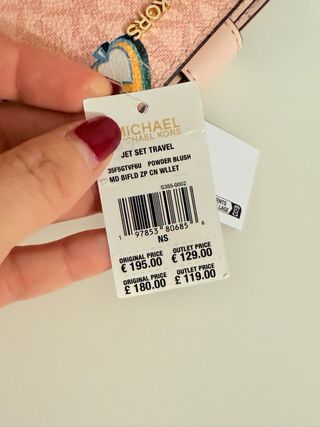 KORS
MICHAEL
MICHAEL KORS
JET SET TRAVEL
35F5GTVF6U POWDER BLUSH
MD BIFLD ZP CN WLLET
S355-0002
1 97853 80685 6
NS
ORIGINAL PRICE OUTLET PRICE
€ 195.00 € 129.00
ORIGINAL PRICE OUTLET PRICE
£ 180.00 £ 119.00